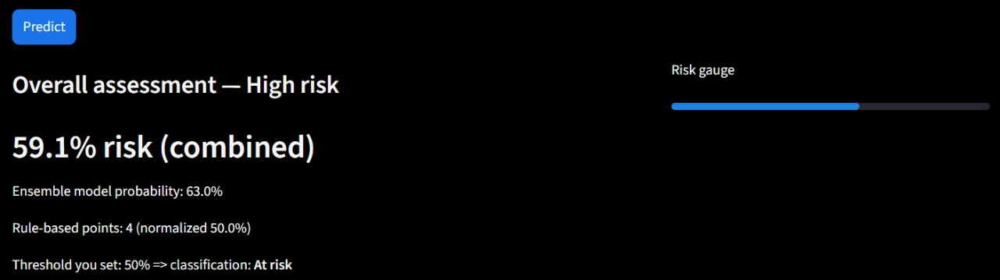 Predict
Overall assessment — High risk
Risk gauge
59.1% risk (combined)
Ensemble model probability: 63.0%
Rule-based points: 4 (normalized 50.0%)
Threshold you set: 50% => classification: At risk